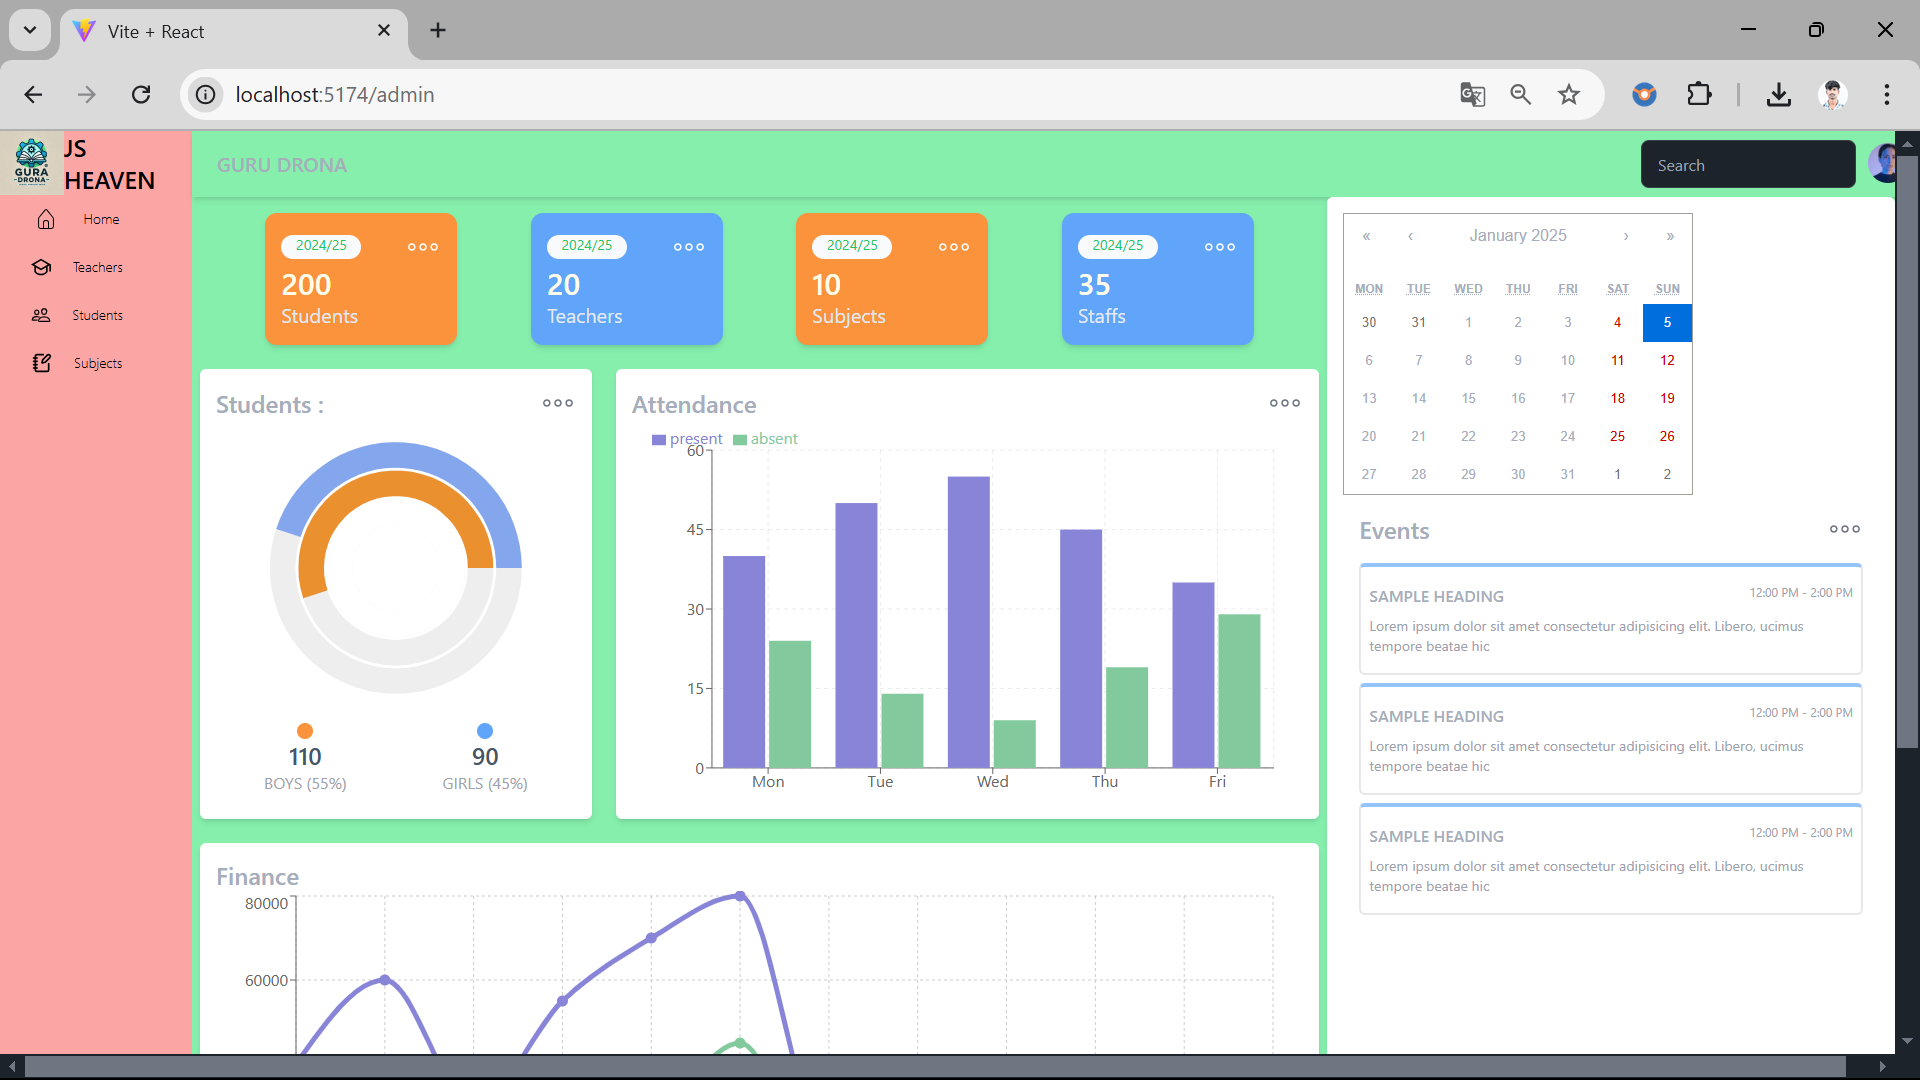 Vite + React
localhost:5174/admin
GURA
DRONA
US
HEAVEN
Home
Teachers
Students
Subjects
GURU DRONA
Search
2024/25
200
Students
2024/25
20
Teachers
2024/25
10
Subjects
2024/25
35
Staffs
Students :
110
BOYS (55%)
90
GIRLS (45%)
Attendance
present absent
60
45
30
15
0
Mon Tue Wed Thu Fri
Finance
80000
60000
« ‹ January 2025 › »
MON TUE WED THU FRI SAT SUN
30 31 1 2 3 4 5
6 7 8 9 10 11 12
13 14 15 16 17 18 19
20 21 22 23 24 25 26
27 28 29 30 31 1 2
Events
SAMPLE HEADING 12:00 PM - 2:00 PM
Lorem ipsum dolor sit amet consectetur adipisicing elit. Libero, ucimus
tempore beatae hic
SAMPLE HEADING 12:00 PM - 2:00 PM
Lorem ipsum dolor sit amet consectetur adipisicing elit. Libero, ucimus
tempore beatae hic
SAMPLE HEADING 12:00 PM - 2:00 PM
Lorem ipsum dolor sit amet consectetur adipisicing elit. Libero, ucimus
tempore beatae hic